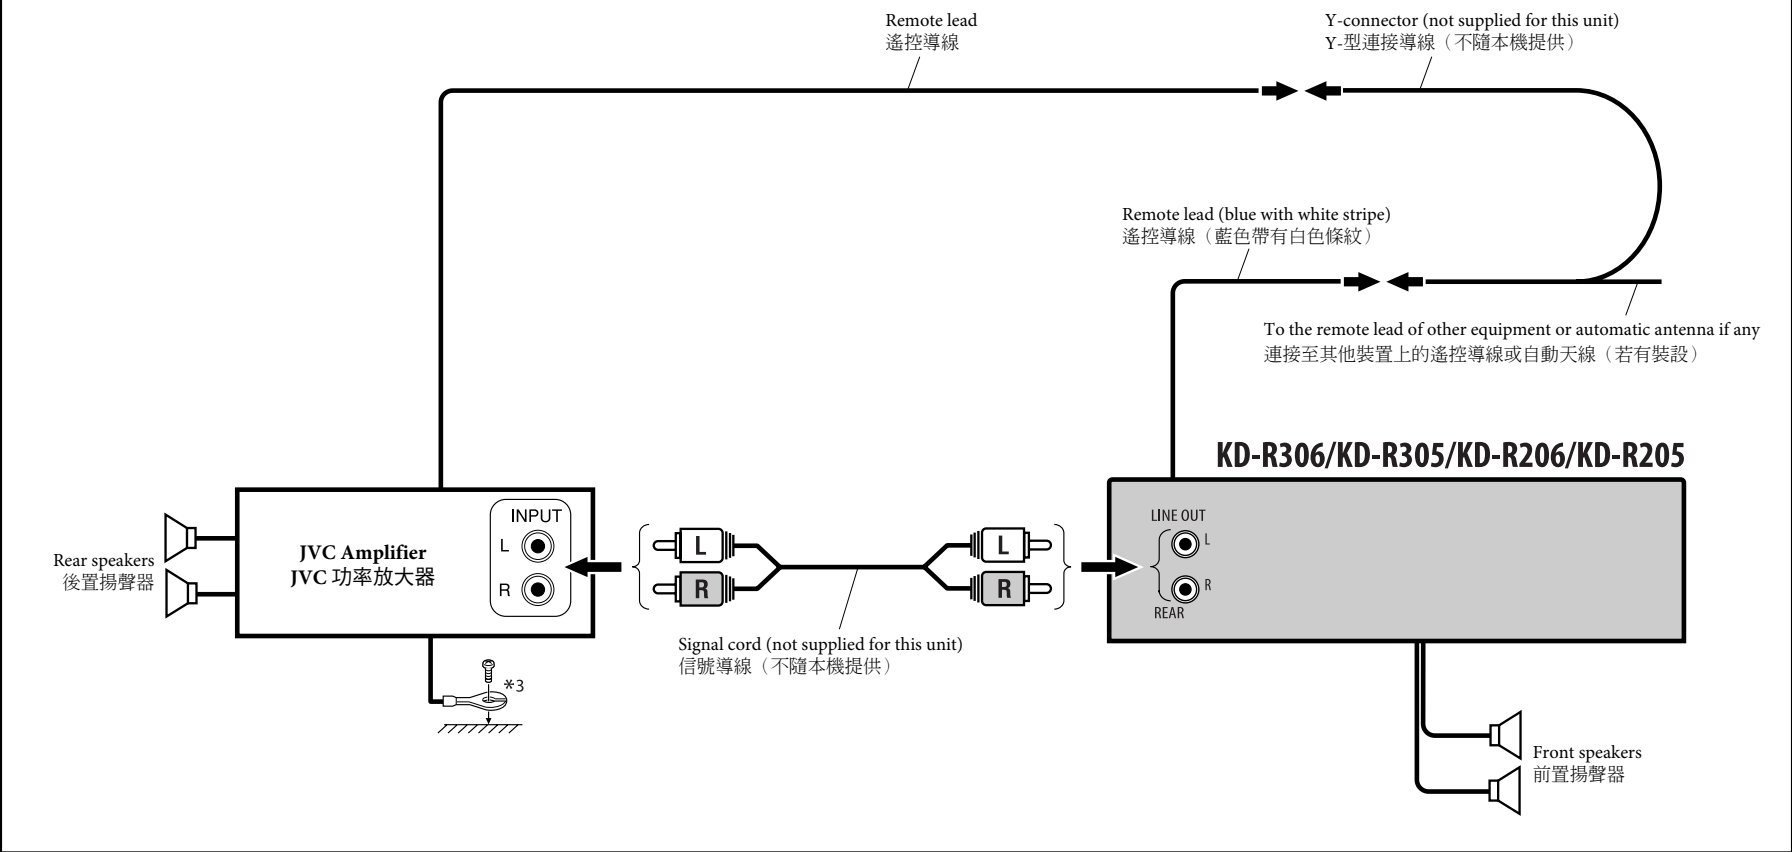 Remote lead
遙控導線
Y-connector (not supplied for this unit)
Y-型連接導線（不隨本機提供）
Remote lead (blue with white stripe)
遙控導線（藍色帶有白色條紋）
To the remote lead of other equipment or automatic antenna if any
連接至其他裝置上的遙控導線或自動天線（若有裝設）
KD-R306/KD-R305/KD-R206/KD-R205
Rear speakers
後置揚聲器
JVC Amplifier
JVC 功率放大器
INPUT
L
R
L
R
L
R
LINE OUT
L
R
REAR
Signal cord (not supplied for this unit)
信號導線（不隨本機提供）
*3
Front speakers
前置揚聲器